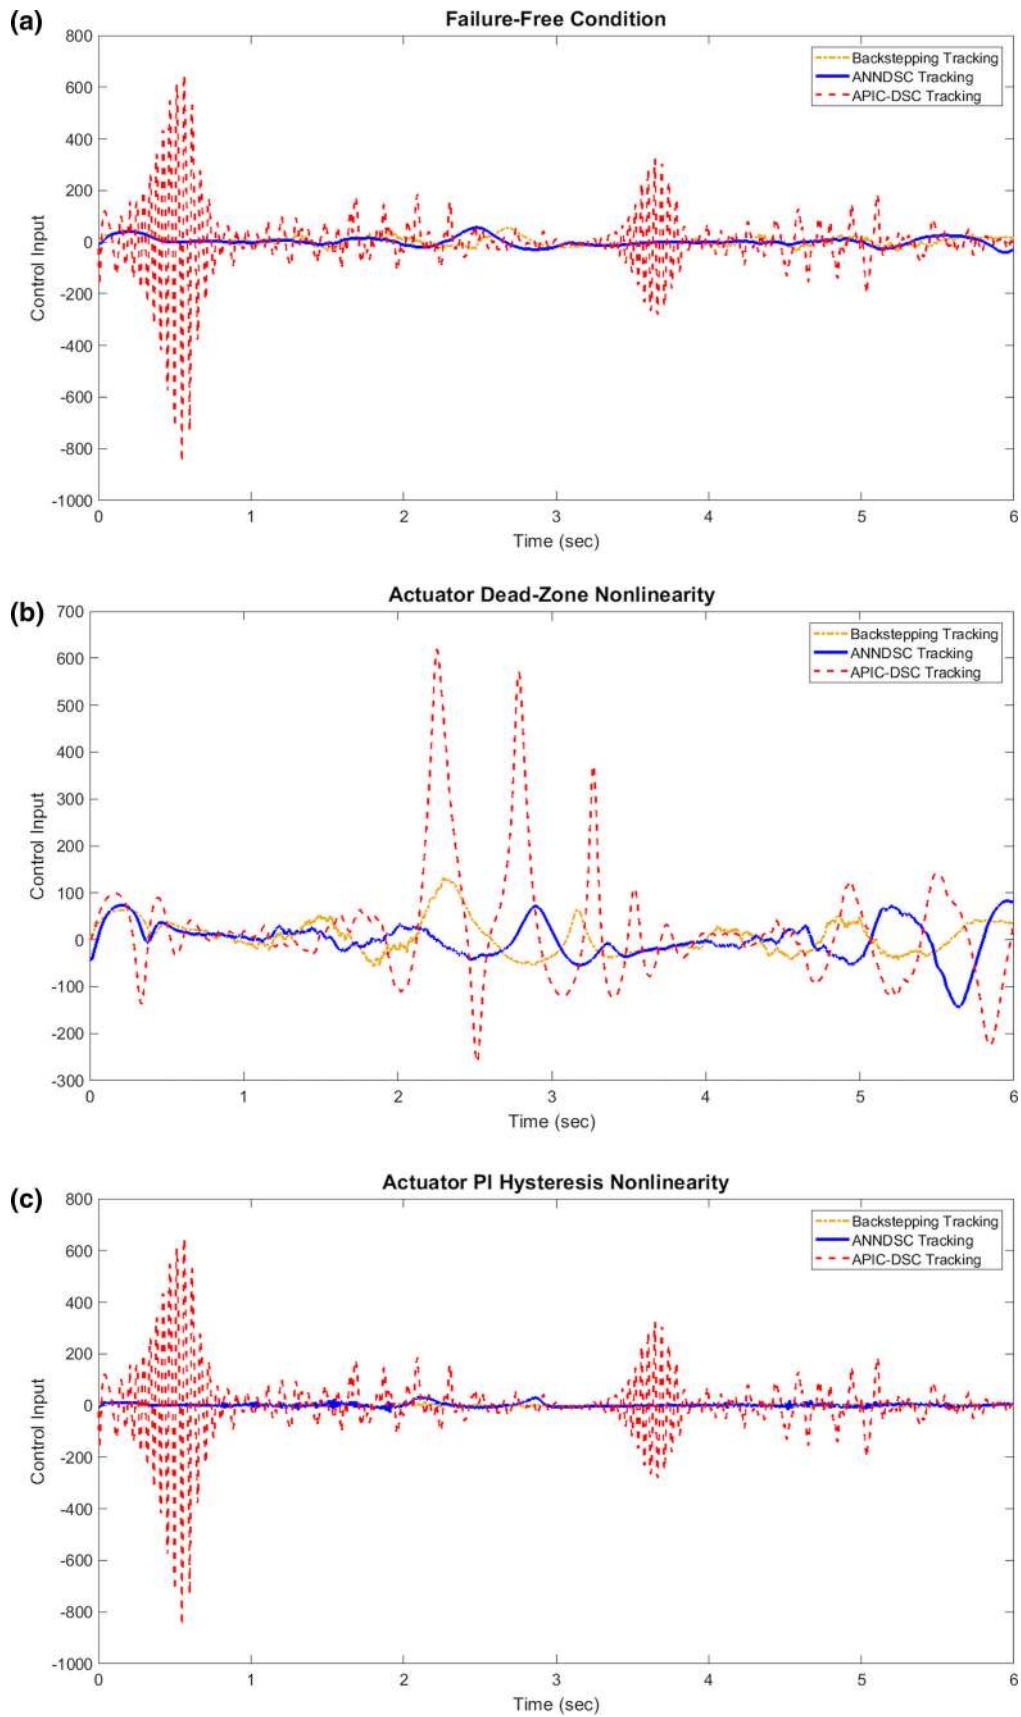 (a)
Failure-Free Condition
800
600
400
200
0
-200
-400
-600
-800
-1000
Control Input
Backstepping Tracking
ANNDSC Tracking
APIC-DSC Tracking
0 1 2 3 4 5 6
Time (sec)
(b)
Actuator Dead-Zone Nonlinearity
700
600
500
400
300
200
100
0
-100
-200
-300
Control Input
Backstepping Tracking
ANNDSC Tracking
APIC-DSC Tracking
0 1 2 3 4 5 6
Time (sec)
(c)
Actuator PI Hysteresis Nonlinearity
800
600
400
200
0
-200
-400
-600
-800
-1000
Control Input
Backstepping Tracking
ANNDSC Tracking
APIC-DSC Tracking
0 1 2 3 4 5 6
Time (sec)